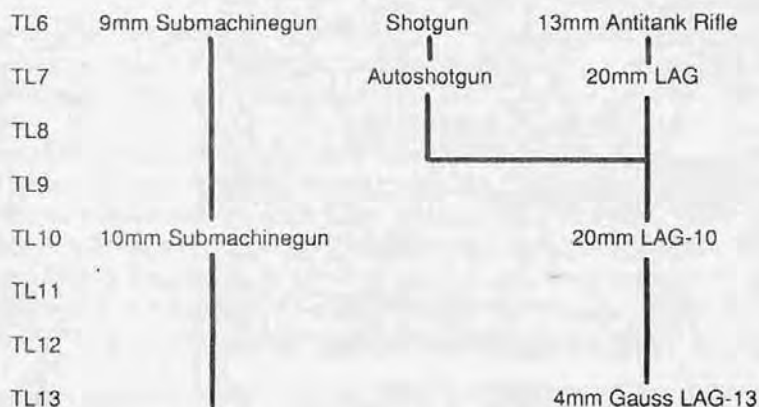 TL6 9mm Submachinegun Shotgun 13mm Antitank Rifle
TL7 Autoshotgun 20mm LAG
TL8
TL9
TL10 10mm Submachinegun 20mm LAG-10
TL11
TL12
TL13 4mm Gauss LAG-13